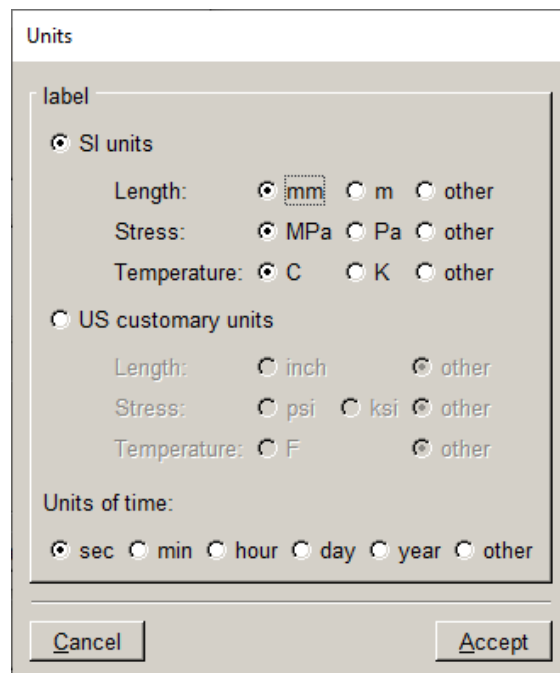 Units
label
SI units
Length: mm m other
Stress: MPa Pa other
Temperature: C K other
US customary units
Length: inch other
Stress: psi ksi other
Temperature: F other
Units of time:
sec min hour day year other
Cancel Accept